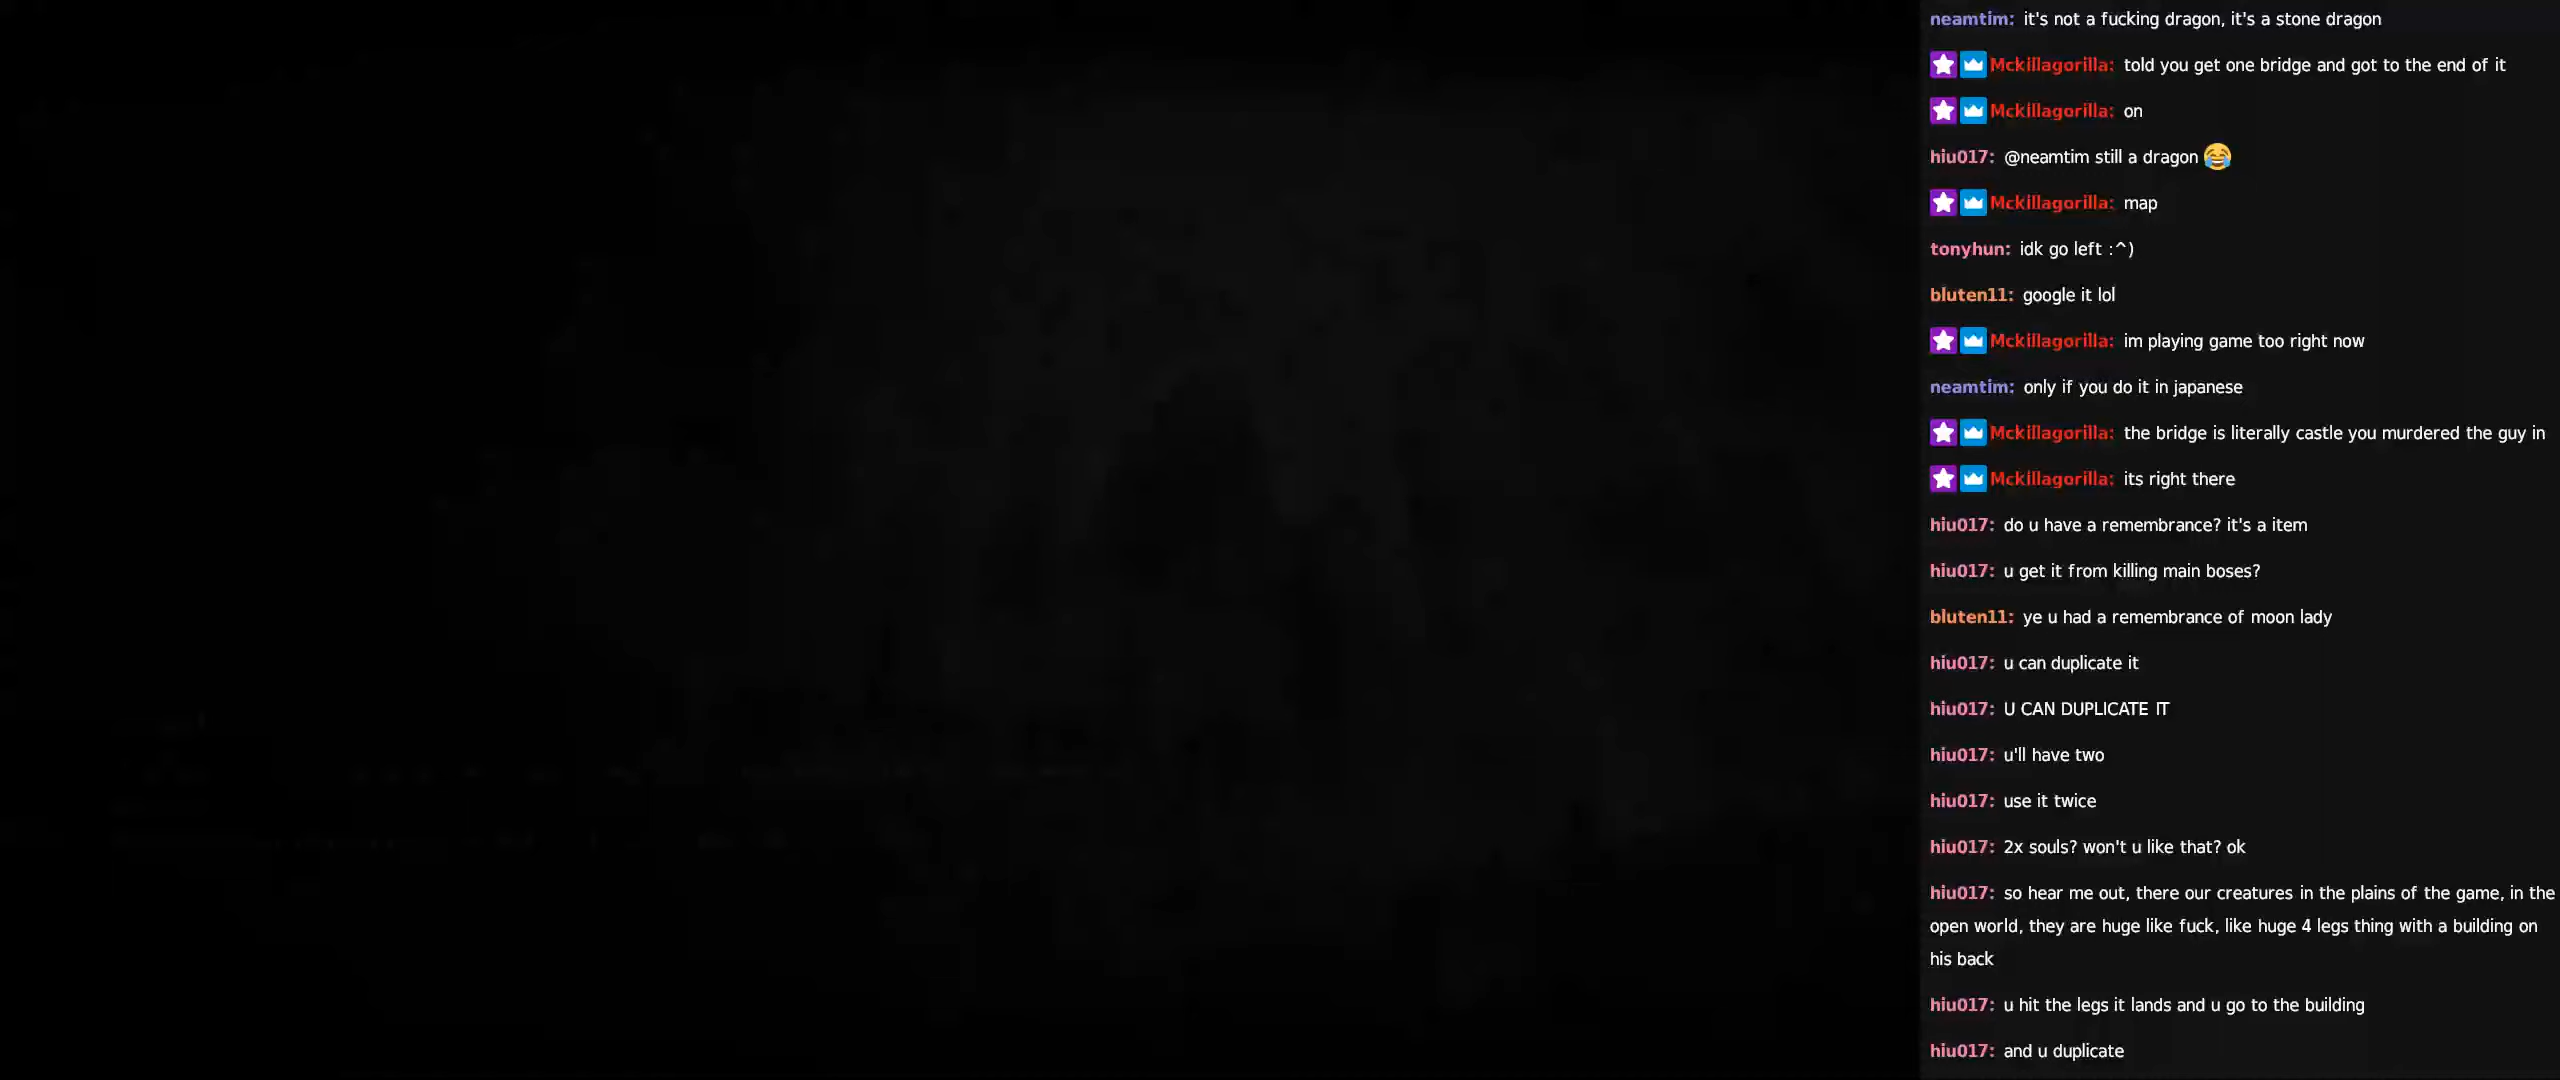 neamtim: it's not a fucking dragon, it's a stone dragon
Mckillagorilla: told you get one bridge and got to the end of it
Mckillagorilla: on
hiu017: @neamtim still a dragon 😂
Mckillagorilla: map
tonyhun: idk go left :^)
bluten11: google it lol
Mckillagorilla: im playing game too right now
neamtim: only if you do it in japanese
Mckillagorilla: the bridge is literally castle you murdered the guy in
Mckillagorilla: its right there
hiu017: do u have a remembrance? it's a item
hiu017: u get it from killing main boses?
bluten11: ye u had a remembrance of moon lady
hiu017: u can duplicate it
hiu017: U CAN DUPLICATE IT
hiu017: u'll have two
hiu017: use it twice
hiu017: 2x souls? won't u like that? ok
hiu017: so hear me out, there our creatures in the plains of the game, in the
open world, they are huge like fuck, like huge 4 legs thing with a building on
his back
hiu017: u hit the legs it lands and u go to the building
hiu017: and u duplicate